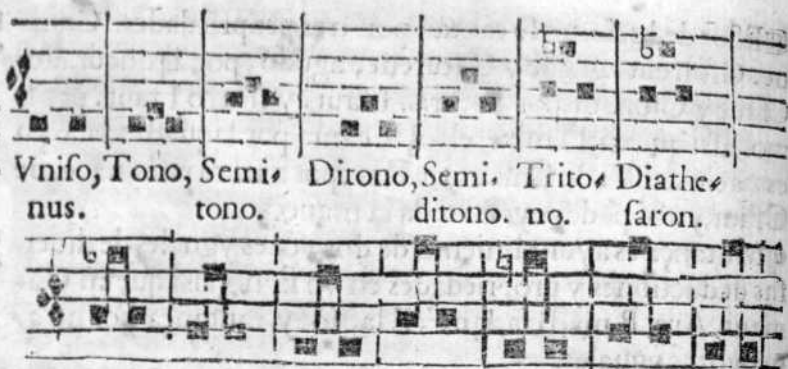 Vniſo, Tono, Semi- Ditono, Semi- Trito- Diathe-
nus. tono. ditono. no. ſaron.